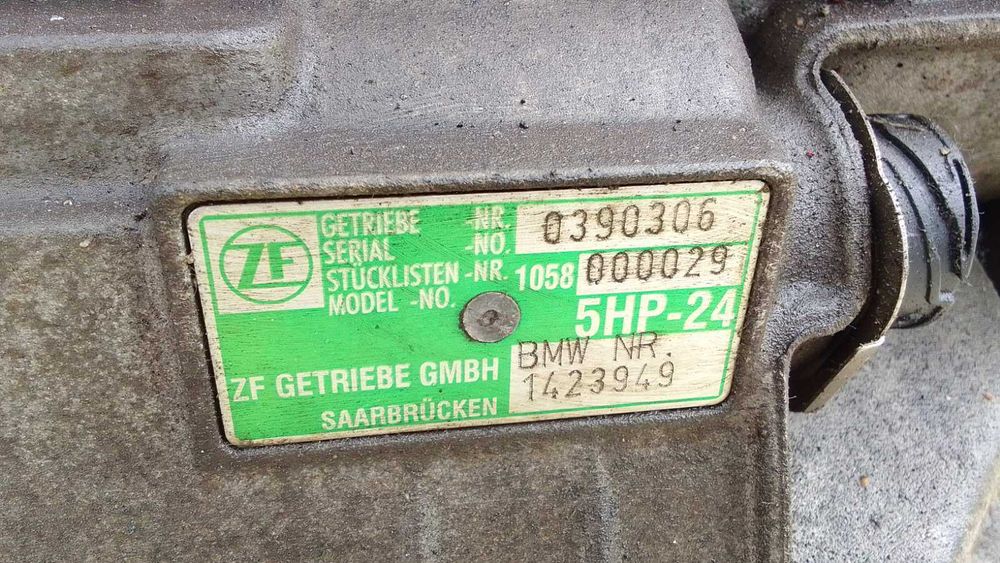 ZF
GETRIEBE -NR. 0390306
SERIAL -NO.
STÜCKLISTEN -NR. 1058 000029
MODEL -NO.
5HP-24
ZF GETRIEBE GMBH
SAARBRÜCKEN
BMW NR.
1423949